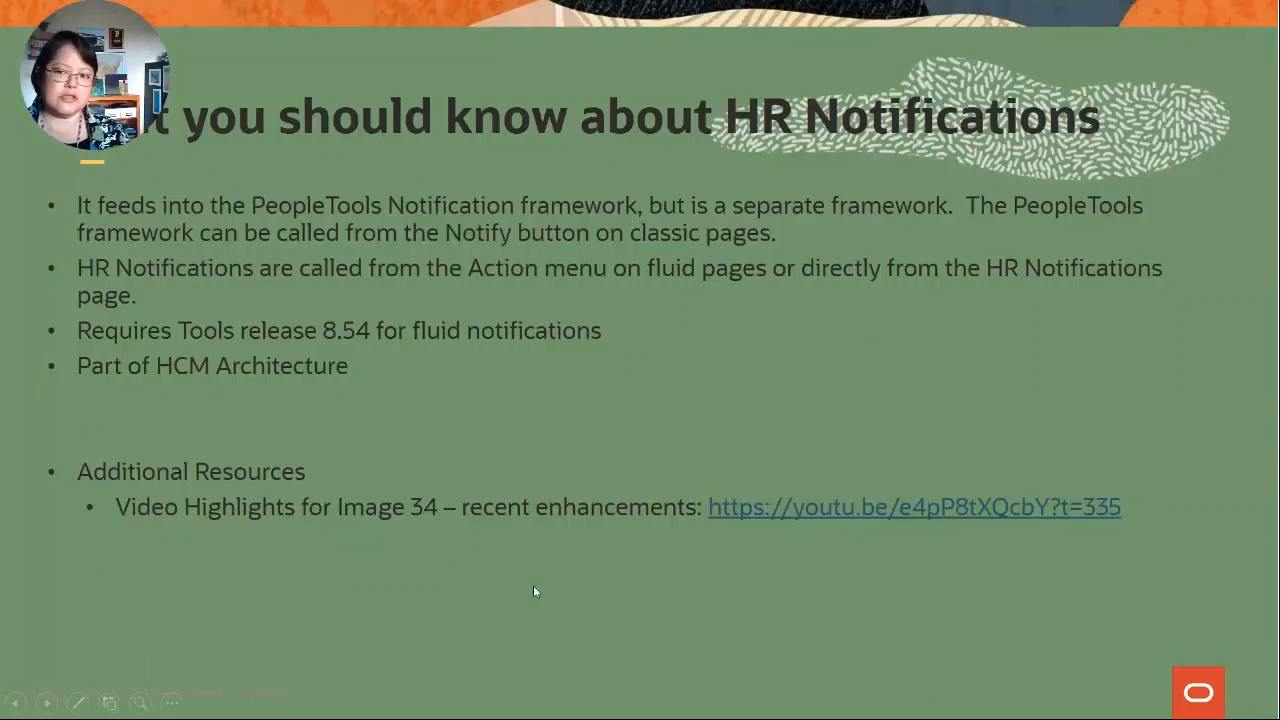 t you should know about HR Notifications
• It feeds into the PeopleTools Notification framework, but is a separate framework.  The PeopleTools
framework can be called from the Notify button on classic pages.
• HR Notifications are called from the Action menu on fluid pages or directly from the HR Notifications
page.
• Requires Tools release 8.54 for fluid notifications
• Part of HCM Architecture
• Additional Resources
• Video Highlights for Image 34 – recent enhancements: https://youtu.be/e4pP8tXQcbY?t=335